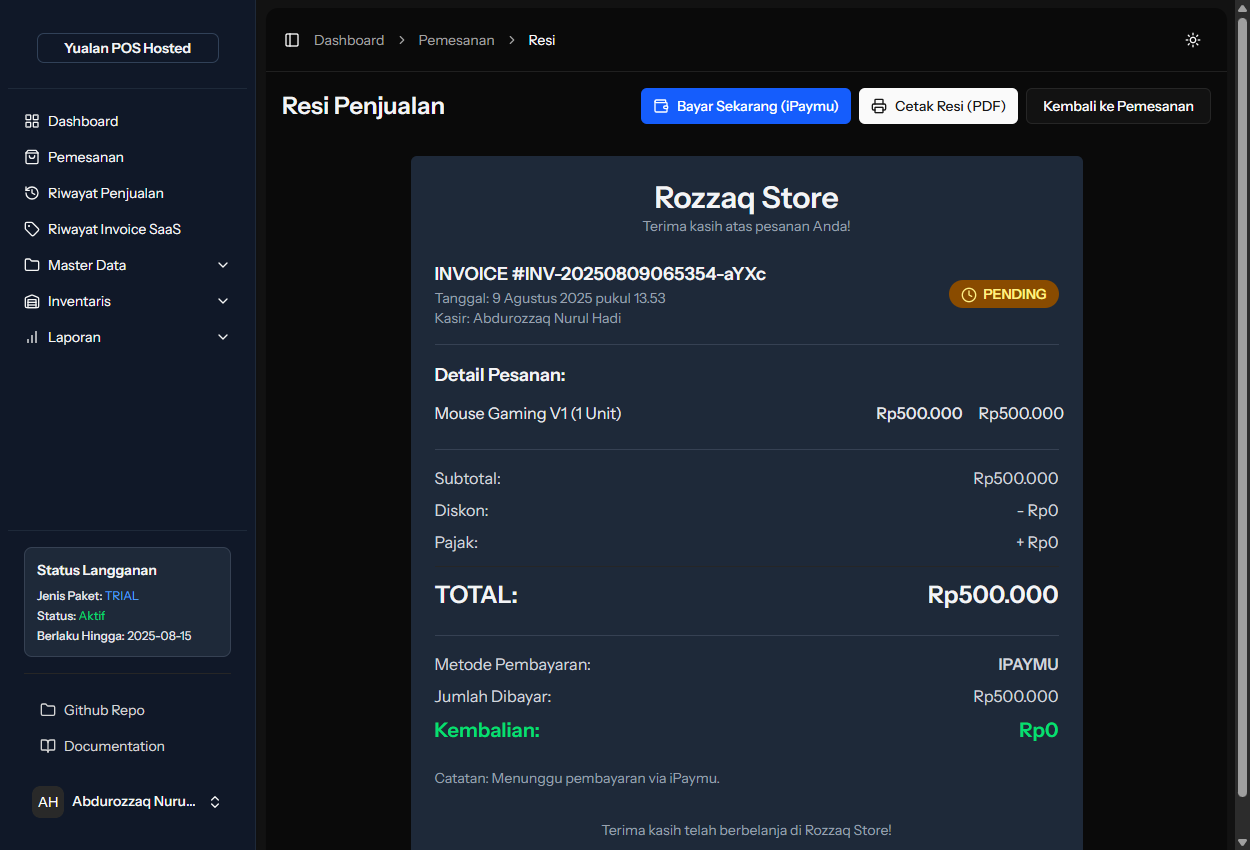 Yualan POS Hosted
Dashboard
Pemesanan
Riwayat Penjualan
Riwayat Invoice SaaS
Master Data
Inventaris
Laporan
Status Langganan
Jenis Paket: TRIAL
Status: Aktif
Berlaku Hingga: 2025-08-15
Github Repo
Documentation
AH Abdurozzaq Nuru...
Dashboard > Pemesanan > Resi
Resi Penjualan
Bayar Sekarang (iPaymu)
Cetak Resi (PDF)
Kembali ke Pemesanan
Rozzaq Store
Terima kasih atas pesanan Anda!
INVOICE #INV-20250809065354-aYXc
Tanggal: 9 Agustus 2025 pukul 13.53
Kasir: Abdurozzaq Nurul Hadi
PENDING
Detail Pesanan:
Mouse Gaming V1 (1 Unit) Rp500.000 Rp500.000
Subtotal: Rp500.000
Diskon: - Rp0
Pajak: + Rp0
TOTAL: Rp500.000
Metode Pembayaran: IPAYMU
Jumlah Dibayar: Rp500.000
Kembalian: Rp0
Catatan: Menunggu pembayaran via iPaymu.
Terima kasih telah berbelanja di Rozzaq Store!